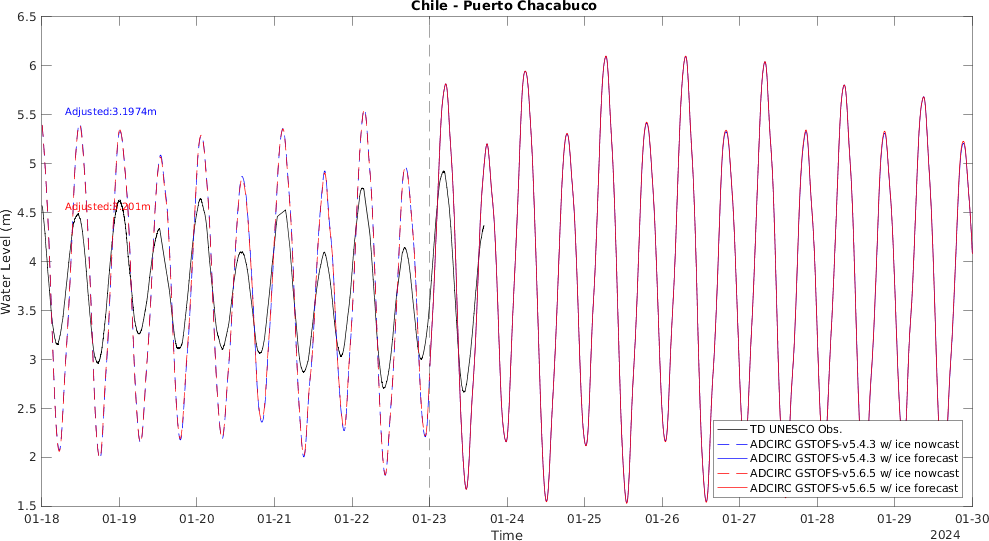 Chile - Puerto Chacabuco
6.5
6
5.5
5
4.5
4
3.5
3
2.5
2
1.5
Water Level (m)
Adjusted:3.1974m
Adjusted:3.201m
TD UNESCO Obs.
ADCIRC GSTOFS-v5.4.3 w/ ice nowcast
ADCIRC GSTOFS-v5.4.3 w/ ice forecast
ADCIRC GSTOFS-v5.6.5 w/ ice nowcast
ADCIRC GSTOFS-v5.6.5 w/ ice forecast
01-18 01-19 01-20 01-21 01-22 01-23 01-24 01-25 01-26 01-27 01-28 01-29 01-30
Time
2024